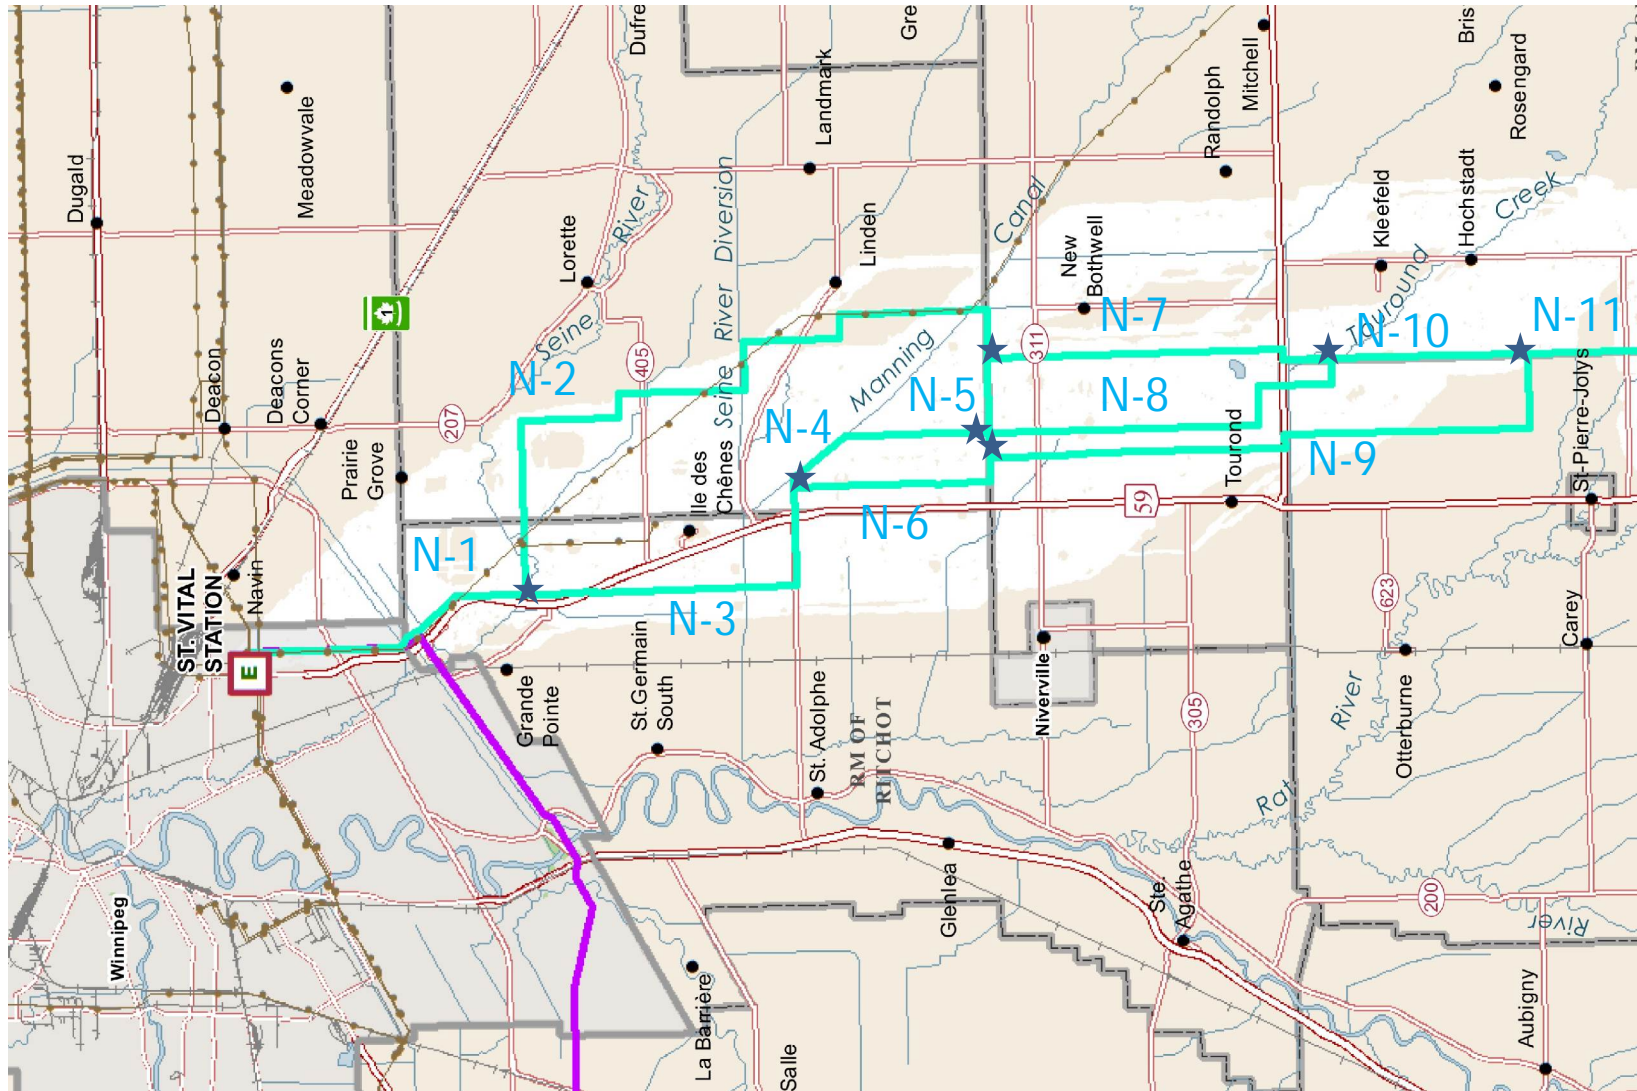 Dugald
Meadowvale
Deacon
Deacons
Corner
Prairie
Grove
Navin
ST. VITAL
STATION
E
Winnipeg
1
207
Lorette
Seine
River
Dufre
405
Seine River Diversion
Landmark
Linden
Gre
Manning
Canal
Ile des
Chênes
Grande
Pointe
St.Germain
South
St. Adolphe
RM OF
RITCHOT
La Barrière
Salle
Glenlea
Niverville
New
Bothwell
311
Randolph
Mitchell
Bris
Rosengard
Kleefeld
Hochstadt
Tourond
Creek
Tourond
59
St-Pierre-Jolys
305
623
Otterburne
Carey
Rat
River
Ste.
Agathe
200
River
Aubigny
N-1
N-2
N-3
N-4
N-5
N-6
N-7
N-8
N-9
N-10
N-11